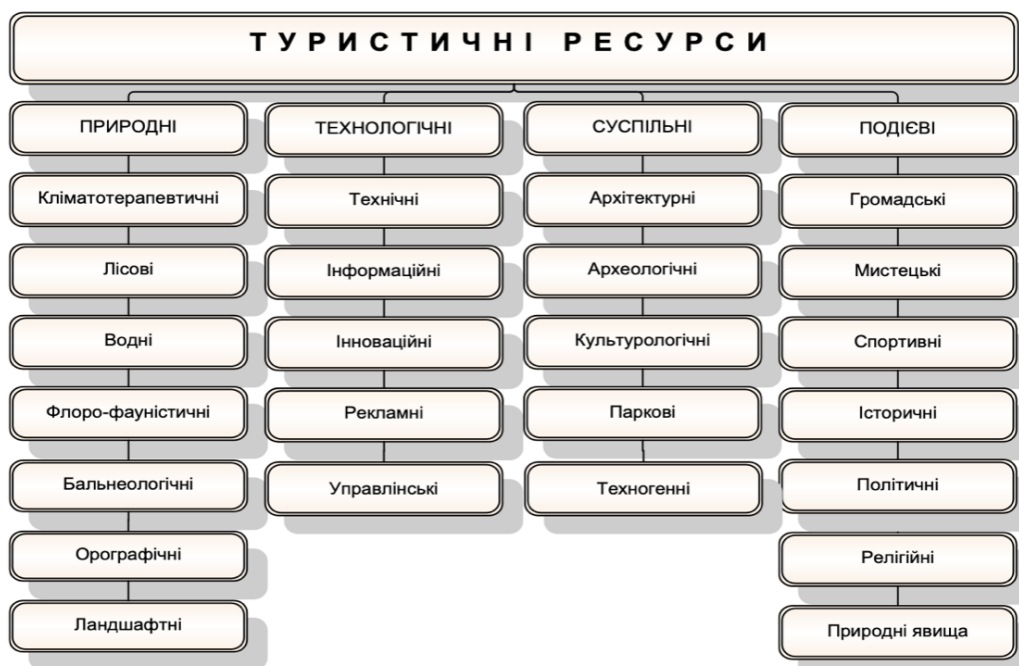 ТУРИСТИЧНІ РЕСУРСИ
ПРИРОДНІ
Кліматотерапевтичні
Лісові
Водні
Флоро-фауністичні
Бальнеологічні
Орографічні
Ландшафтні
ТЕХНОЛОГІЧНІ
Технічні
Інформаційні
Інноваційні
Рекламні
Управлінські
СУСПІЛЬНІ
Архітектурні
Археологічні
Культурологічні
Паркові
Техногенні
ПОДІЄВІ
Громадські
Мистецькі
Спортивні
Історичні
Політичні
Релігійні
Природні явища